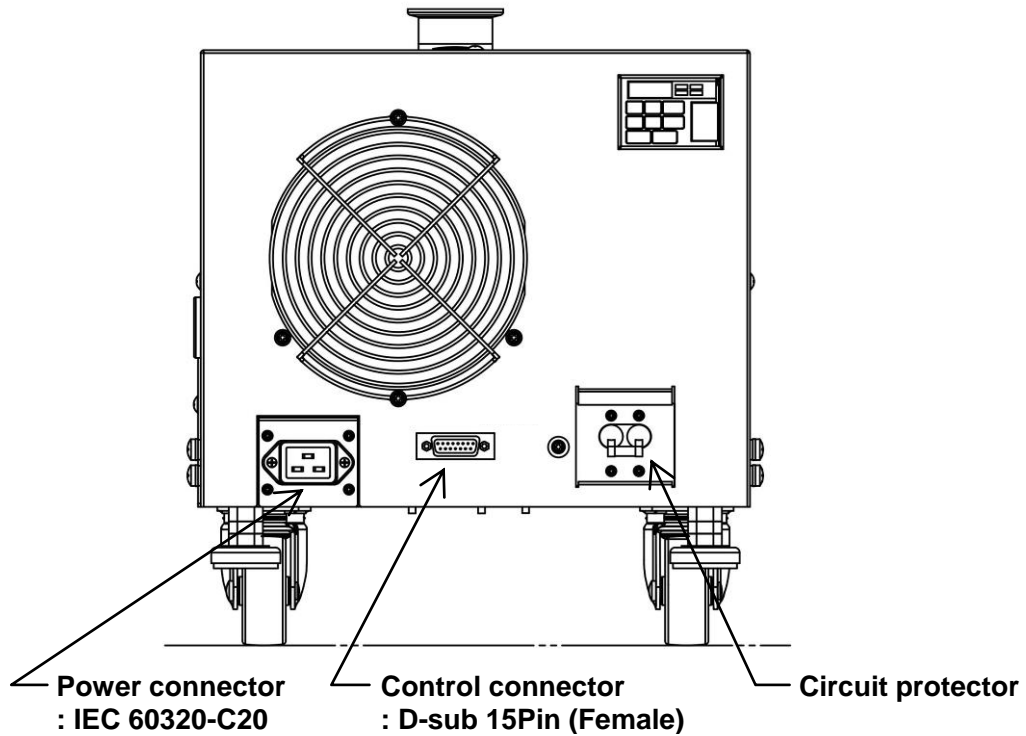 Power connector
: IEC 60320-C20
Control connector
: D-sub 15Pin (Female)
Circuit protector